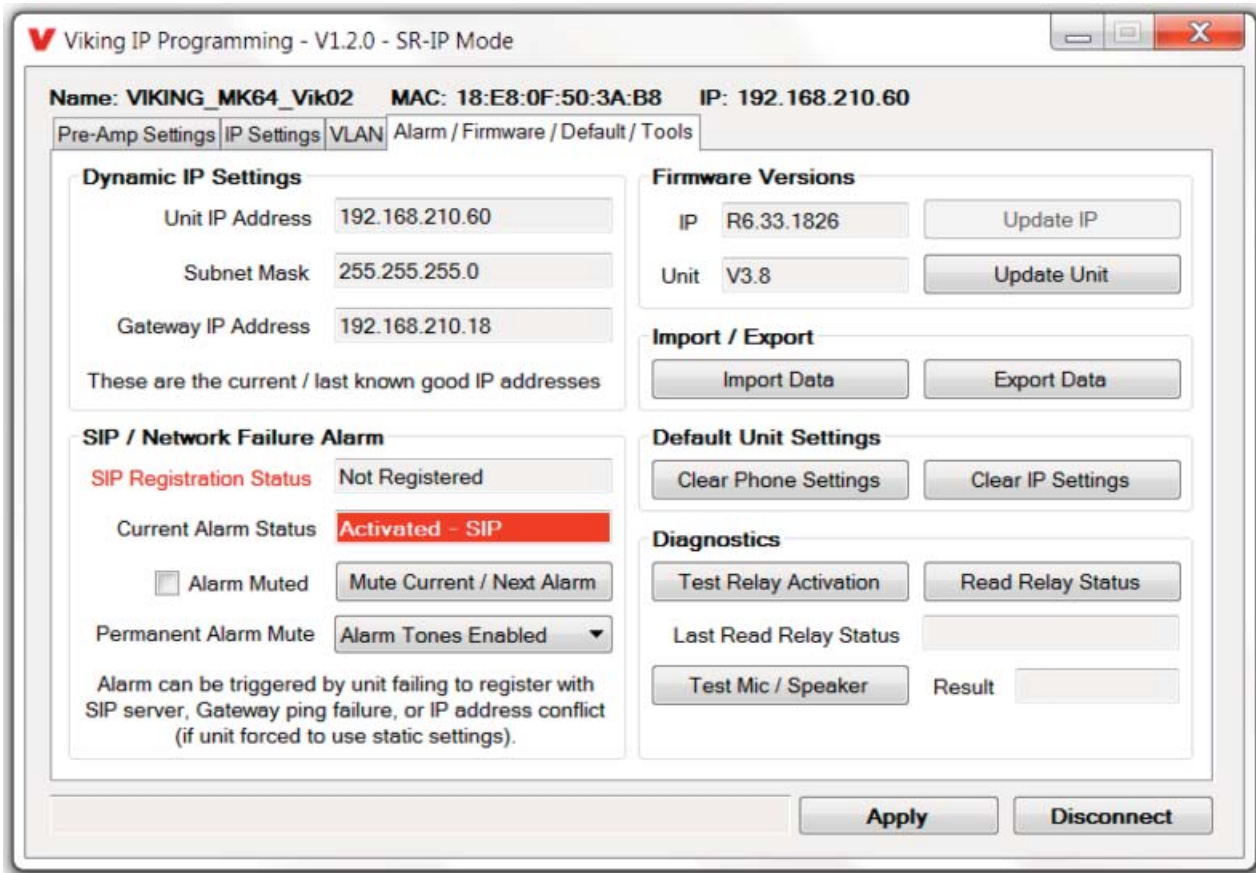 Viking IP Programming - V1.2.0 - SR-IP Mode
Name: VIKING_MK64_Vik02 MAC: 18:E8:0F:50:3A:B8 IP: 192.168.210.60
Pre-Amp Settings IP Settings VLAN Alarm / Firmware / Default / Tools
Dynamic IP Settings
Unit IP Address 192.168.210.60
Subnet Mask 255.255.255.0
Gateway IP Address 192.168.210.18
These are the current / last known good IP addresses
SIP / Network Failure Alarm
SIP Registration Status Not Registered
Current Alarm Status Activated - SIP
Alarm Muted Mute Current / Next Alarm
Permanent Alarm Mute Alarm Tones Enabled
Alarm can be triggered by unit failing to register with
SIP server, Gateway ping failure, or IP address conflict
(if unit forced to use static settings).
Firmware Versions
IP R6.33.1826 Update IP
Unit V3.8 Update Unit
Import / Export
Import Data Export Data
Default Unit Settings
Clear Phone Settings Clear IP Settings
Diagnostics
Test Relay Activation Read Relay Status
Last Read Relay Status
Test Mic / Speaker Result
Apply Disconnect